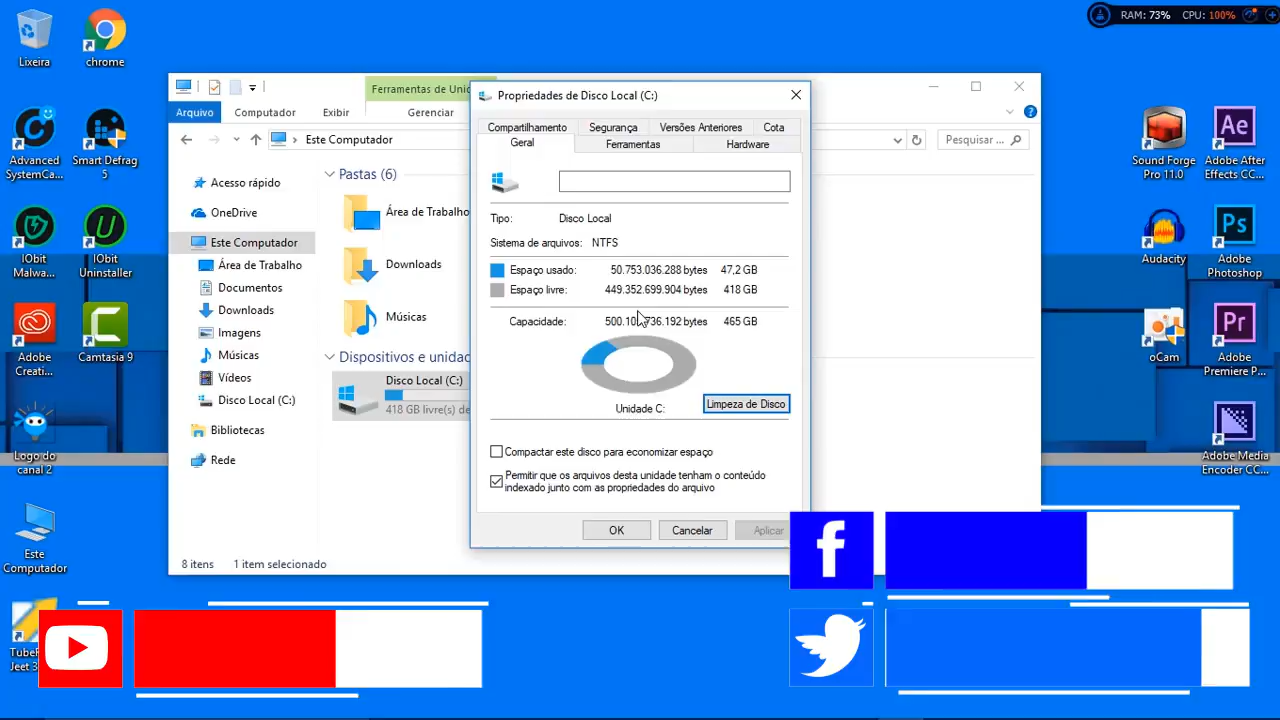 RAM: 73% CPU: 100%
Lixeira
chrome
Advanced
SystemCa...
Smart Defrag
5
IObit
Malwa...
IObit
Uninstaller
Adobe
Creati...
Camtasia 9
Logo do
canal 2
Este
Computador
Jeet 3
Ferramentas de Unid
Arquivo
Computador
Exibir
Gerenciar
Este Computador
Pesquisar ...
Acesso rápido
OneDrive
Este Computador
Área de Trabalho
Documentos
Downloads
Imagens
Músicas
Vídeos
Disco Local (C:)
Bibliotecas
Rede
Pastas (6)
Área de Trabalho
Downloads
Músicas
Dispositivos e unida
Disco Local (C:)
418 GB livre(s) de
8 itens 1 item selecionado
Propriedades de Disco Local (C:)
Compartilhamento
Segurança
Versões Anteriores
Cota
Geral
Ferramentas
Hardware
Tipo: Disco Local
Sistema de arquivos: NTFS
Espaço usado: 50.753.036.288 bytes 47,2 GB
Espaço livre: 449.352.699.904 bytes 418 GB
Capacidade: 500.10 736.192 bytes 465 GB
Unidade C:
Limpeza de Disco
Compactar este disco para economizar espaço
Permitir que os arquivos desta unidade tenham o conteúdo
indexado junto com as propriedades do arquivo
OK
Cancelar
Aplicar
Sound Forge
Pro 11.0
Adobe After
Effects CC...
Audacity
Adobe
Photoshop
oCam
Adobe
Premiere P...
Adobe Media
Encoder CC...